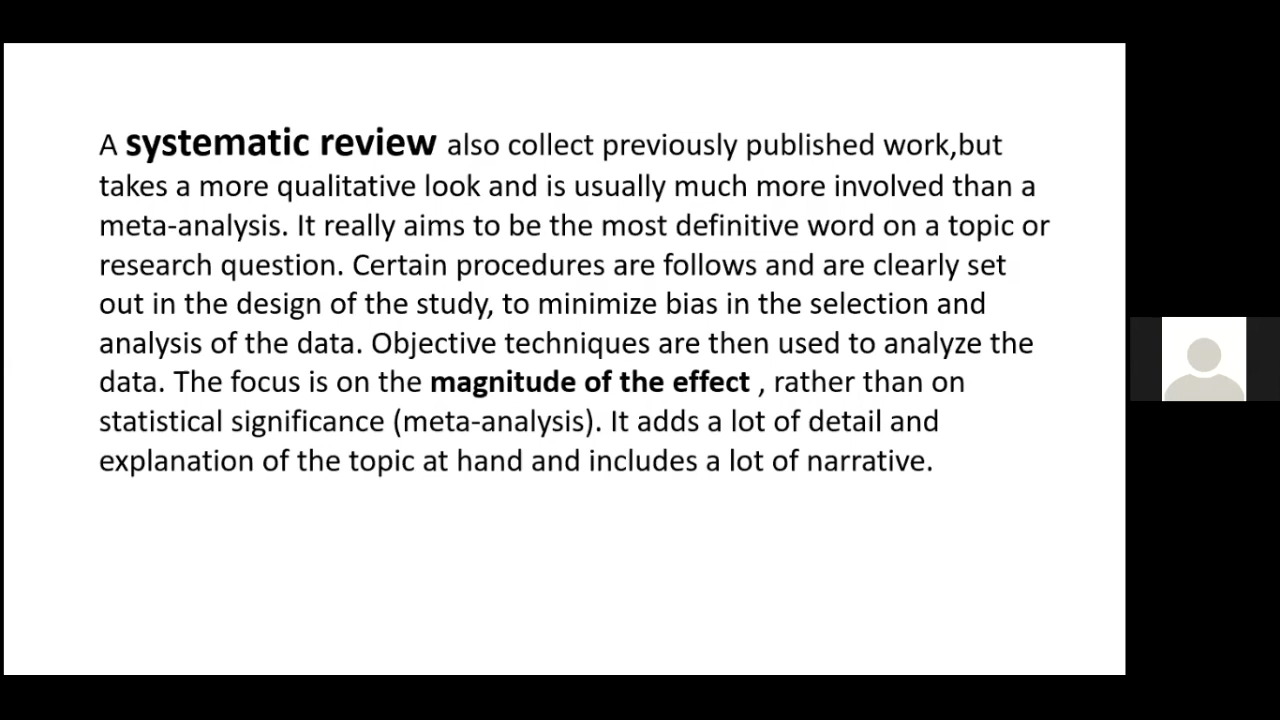 A systematic review also collect previously published work,but
takes a more qualitative look and is usually much more involved than a
meta-analysis. It really aims to be the most definitive word on a topic or
research question. Certain procedures are follows and are clearly set
out in the design of the study, to minimize bias in the selection and
analysis of the data. Objective techniques are then used to analyze the
data. The focus is on the magnitude of the effect , rather than on
statistical significance (meta-analysis). It adds a lot of detail and
explanation of the topic at hand and includes a lot of narrative.